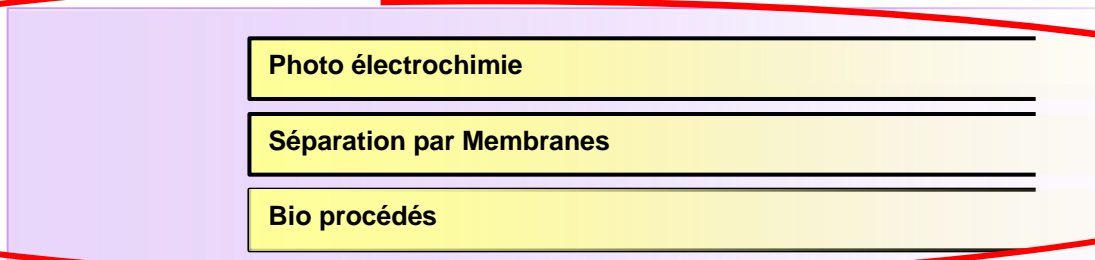 Photo électrochimie
Séparation par Membranes
Bio procédés